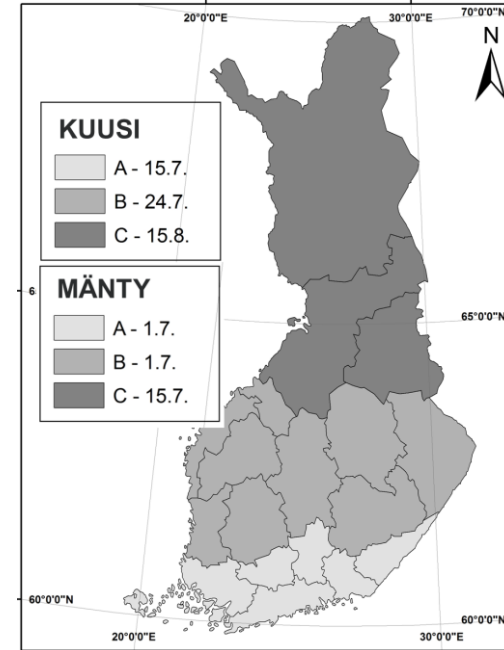 20°0'0"E
30°0'0"E
70°0'0"N
N
KUUSI
A - 15.7.
B - 24.7.
C - 15.8.
MÄNTY
A - 1.7.
B - 1.7.
C - 15.7.
6
65°0'0"N
60°0'0"N
60°0'0"N
20°0'0"E
30°0'0"E